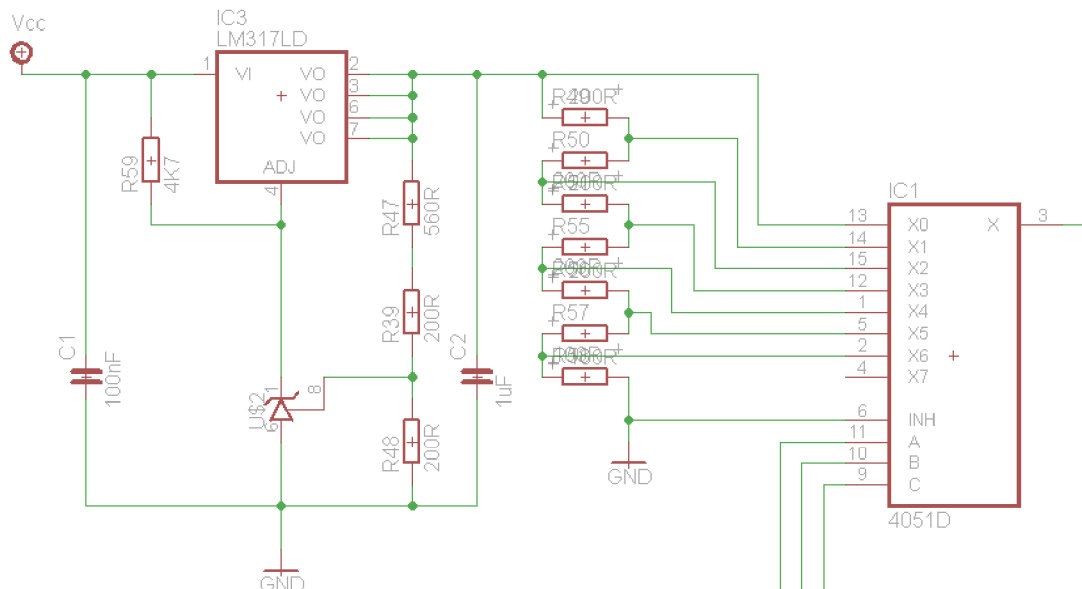 Vcc
IC3
LM317LD
1
VI
VO
2
VO
3
VO
6
VO
7
ADJ
4
R59
4K7
R47
560R
R39
200R
R48
200R
C1
100nF
C2
1uF
U$2
1
8
6
GND
R50
R55
R57
GND
IC1
13
X0
X
3
14
X1
15
X2
12
X3
1
X4
5
X5
2
X6
4
X7
6
INH
11
A
10
B
9
C
4051D